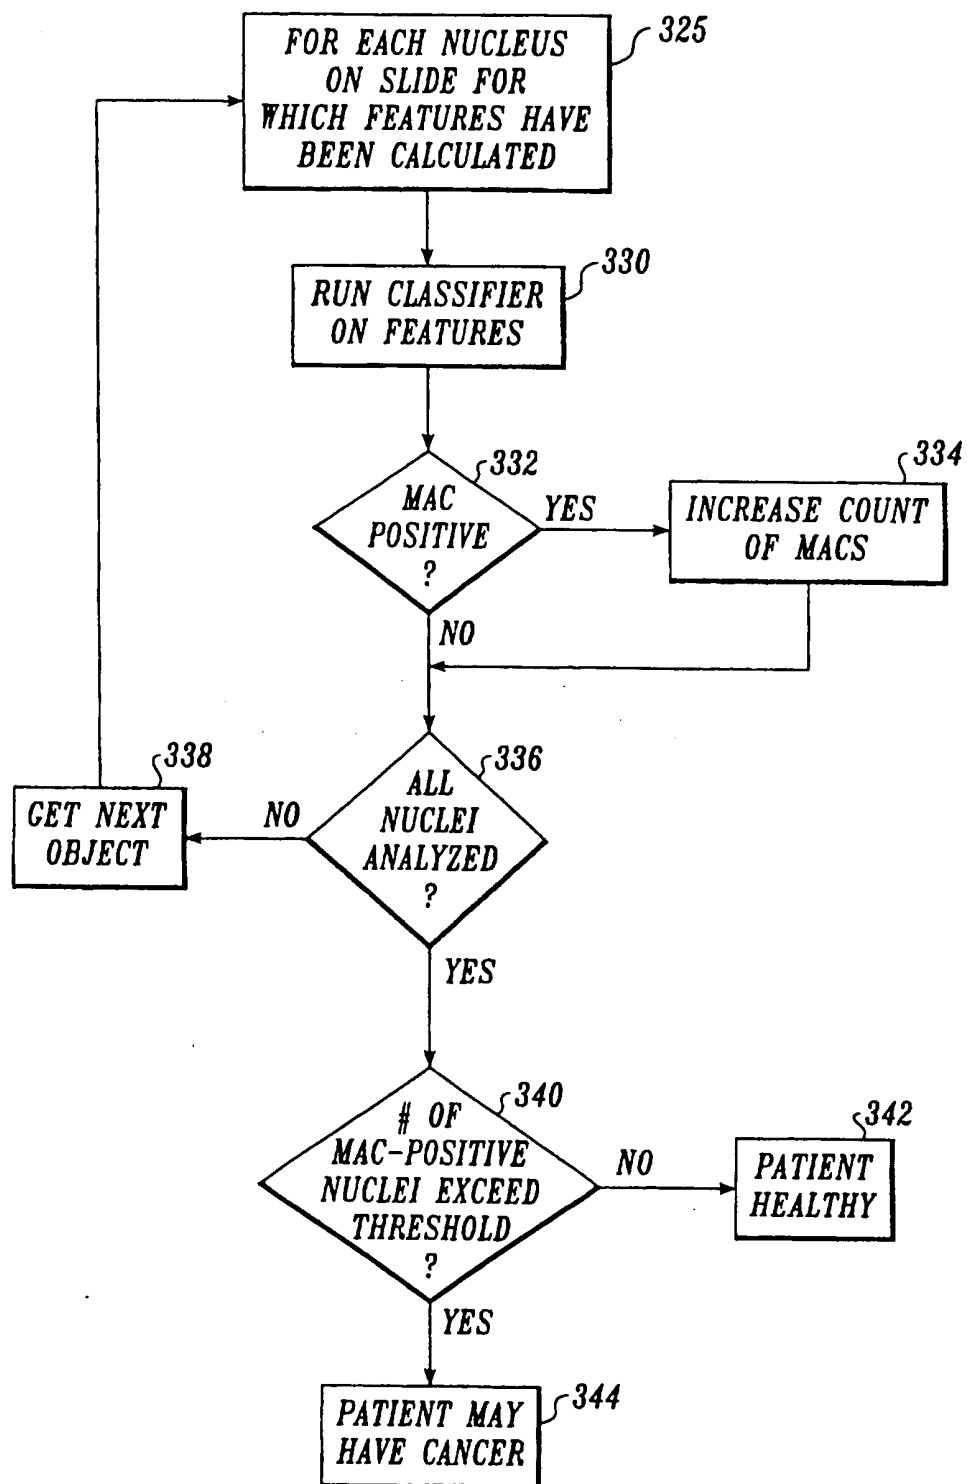 FOR EACH NUCLEUS
ON SLIDE FOR
WHICH FEATURES HAVE
BEEN CALCULATED
325
RUN CLASSIFIER
ON FEATURES
330
MAC
POSITIVE
?
332
YES
INCREASE COUNT
OF MACS
334
NO
ALL
NUCLEI
ANALYZED
?
336
NO
GET NEXT
OBJECT
338
YES
# OF
MAC-POSITIVE
NUCLEI EXCEED
THRESHOLD
?
340
NO
PATIENT
HEALTHY
342
YES
PATIENT MAY
HAVE CANCER
344